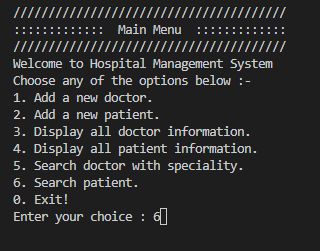 ///////////////////////////////////////
:::::::::::::  Main Menu  :::::::::::::
///////////////////////////////////////
Welcome to Hospital Management System
Choose any of the options below :-
1. Add a new doctor.
2. Add a new patient.
3. Display all doctor information.
4. Display all patient information.
5. Search doctor with speciality.
6. Search patient.
0. Exit!
Enter your choice : 6